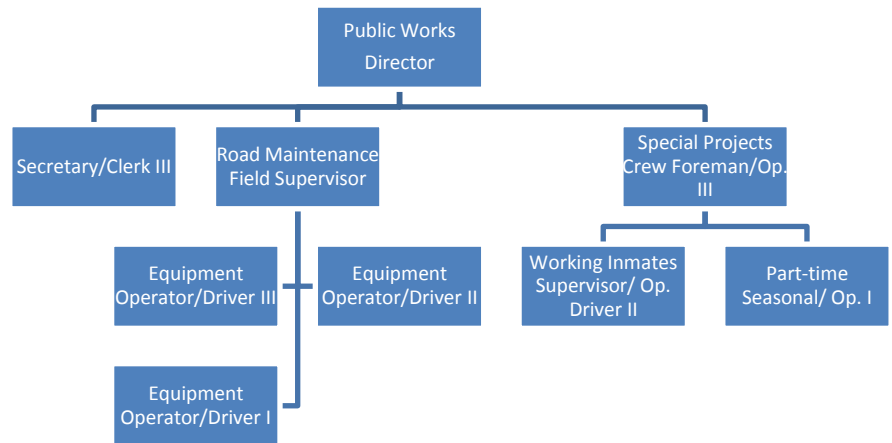 Public Works
Director
Secretary/Clerk III
Road Maintenance
Field Supervisor
Special Projects
Crew Foreman/Op.
III
Equipment
Operator/Driver III
Equipment
Operator/Driver II
Working Inmates
Supervisor/ Op.
Driver II
Part-time
Seasonal/ Op. I
Equipment
Operator/Driver I